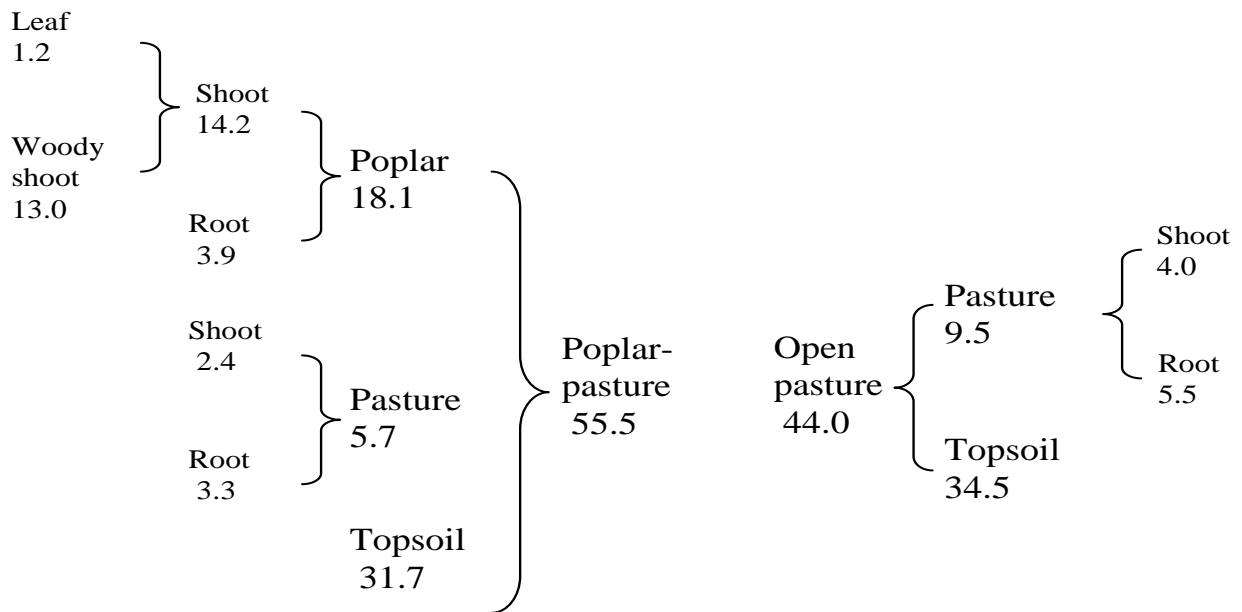 Leaf
1.2
Woody
shoot
13.0
Shoot
14.2
Root
3.9
Poplar
18.1
Shoot
2.4
Root
3.3
Pasture
5.7
Topsoil
31.7
Poplar-
pasture
55.5
Open
pasture
44.0
Pasture
9.5
Topsoil
34.5
Shoot
4.0
Root
5.5